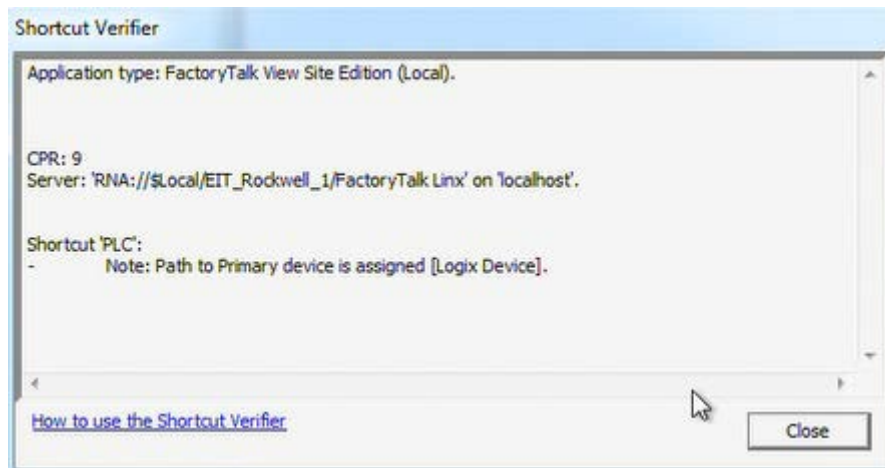 Shortcut Verifier
Application type: FactoryTalk View Site Edition (Local).
CPR: 9
Server: 'RNA://$Local/EIT_Rockwell_1/FactoryTalk Linx' on 'localhost'.
Shortcut 'PLC':
- Note: Path to Primary device is assigned [Logix Device].
How to use the Shortcut Verifier
Close